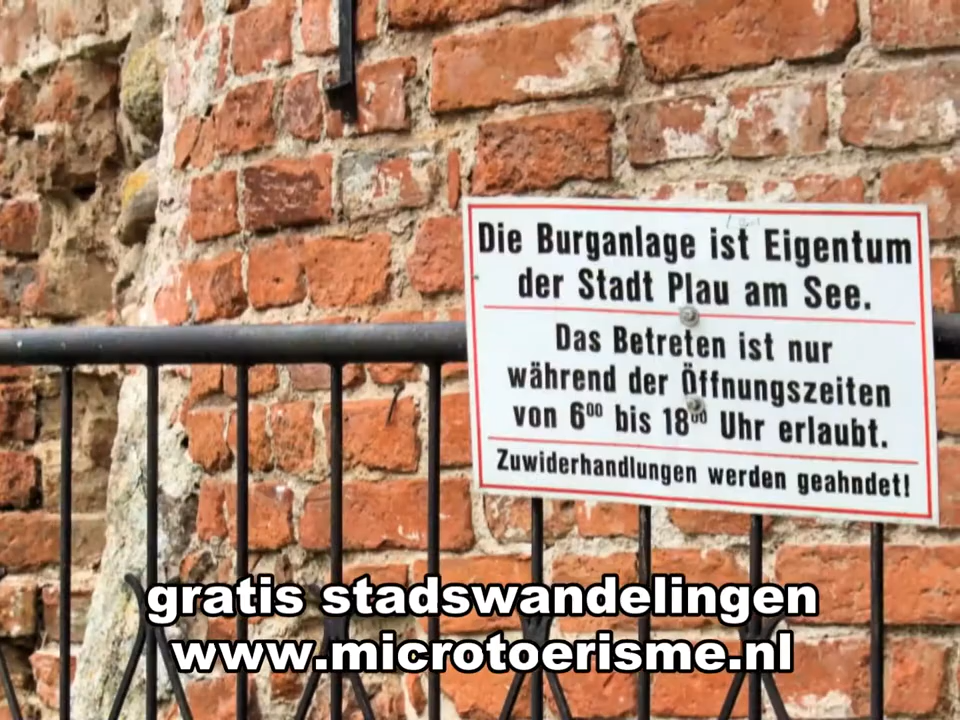 Die Burganlage ist Eigentum
der Stadt Plau am See.
Das Betreten ist nur
während der Öffnungszeiten
von 6⁰⁰ bis 18⁰⁰ Uhr erlaubt.
Zuwiderhandlungen werden geahndet!
gratis stadswandelingen
www.microtoerisme.nl